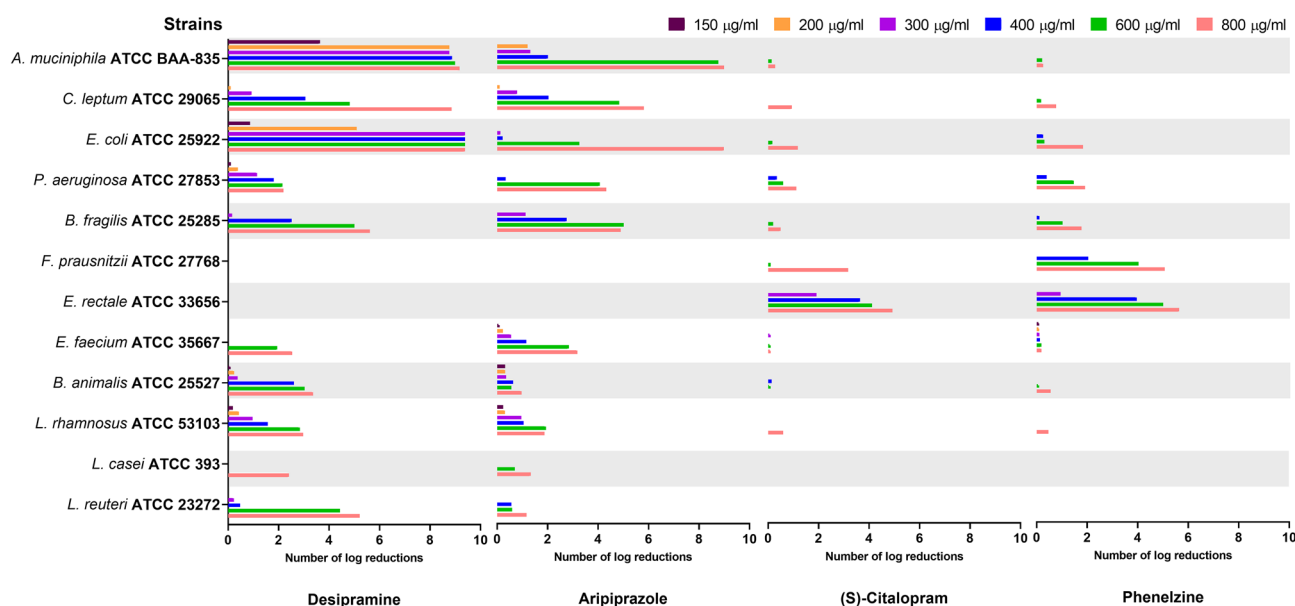 Strains
150 µg/ml 200 µg/ml 300 µg/ml 400 µg/ml 600 µg/ml 800 µg/ml
A. muciniphila ATCC BAA-835
C. leptum ATCC 29065
E. coli ATCC 25922
P. aeruginosa ATCC 27853
B. fragilis ATCC 25285
F. prausnitzii ATCC 27768
E. rectale ATCC 33656
E. faecium ATCC 35667
B. animalis ATCC 25527
L. rhamnosus ATCC 53103
L. casei ATCC 393
L. reuteri ATCC 23272
0 2 4 6 8 10 0 2 4 6 8 10 0 2 4 6 8 10 0 2 4 6 8 10
Number of log reductions Number of log reductions Number of log reductions Number of log reductions
Desipramine Aripiprazole (S)-Citalopram Phenelzine